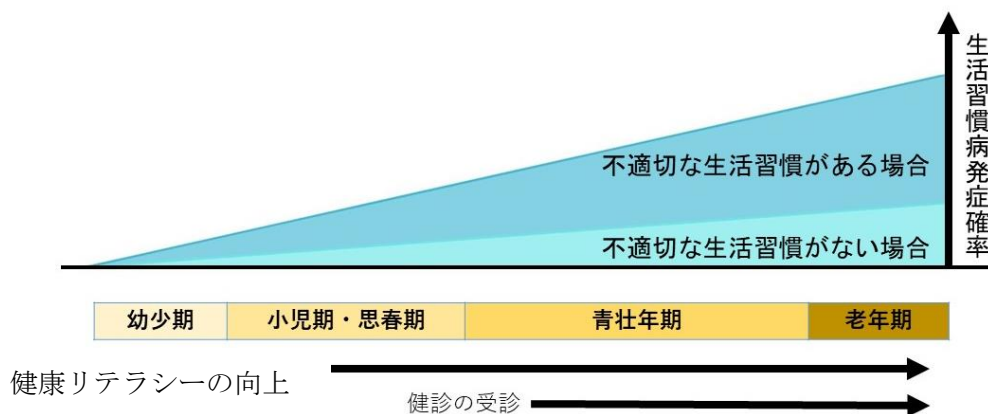 生活習慣病発症確率
不適切な生活習慣がある場合
不適切な生活習慣がない場合
幼少期
小児期・思春期
青壮年期
老年期
健康リテラシーの向上
健診の受診